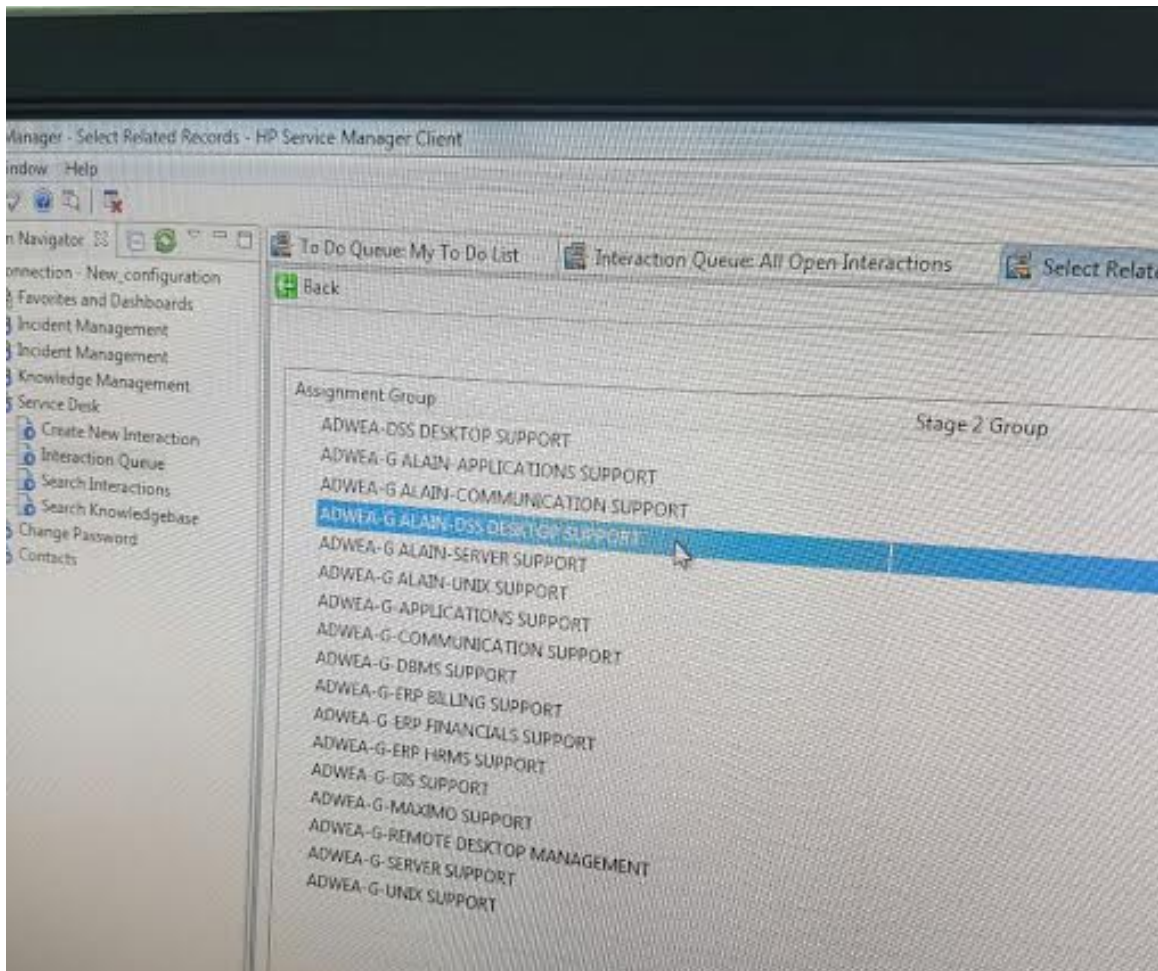 Manager - Select Related Records - HP Service Manager Client
indow Help
n Navigator
To Do Queue: My To Do List
Interaction Queue: All Open Interactions
Select Relate
onnection - New_configuration
Favorites and Dashboards
Incident Management
Incident Management
Knowledge Management
Service Desk
Create New Interaction
Interaction Queue
Search Interactions
Search Knowledgebase
Change Password
Contacts
Back
Assignment Group
Stage 2 Group
ADWEA-DSS DESKTOP SUPPORT
ADWEA-G ALAIN-APPLICATIONS SUPPORT
ADWEA-G ALAIN-COMMUNICATION SUPPORT
ADWEA-G ALAIN-DSS DESKTOP SUPPORT
ADWEA-G ALAIN-SERVER SUPPORT
ADWEA-G ALAIN-UNIX SUPPORT
ADWEA-G-APPLICATIONS SUPPORT
ADWEA-G-COMMUNICATION SUPPORT
ADWEA-G-DBMS SUPPORT
ADWEA-G-ERP BILLING SUPPORT
ADWEA-G-ERP FINANCIALS SUPPORT
ADWEA-G-ERP HRMS SUPPORT
ADWEA-G-GIS SUPPORT
ADWEA-G-MAXIMO SUPPORT
ADWEA-G-REMOTE DESKTOP MANAGEMENT
ADWEA-G-SERVER SUPPORT
ADWEA-G-UNIX SUPPORT